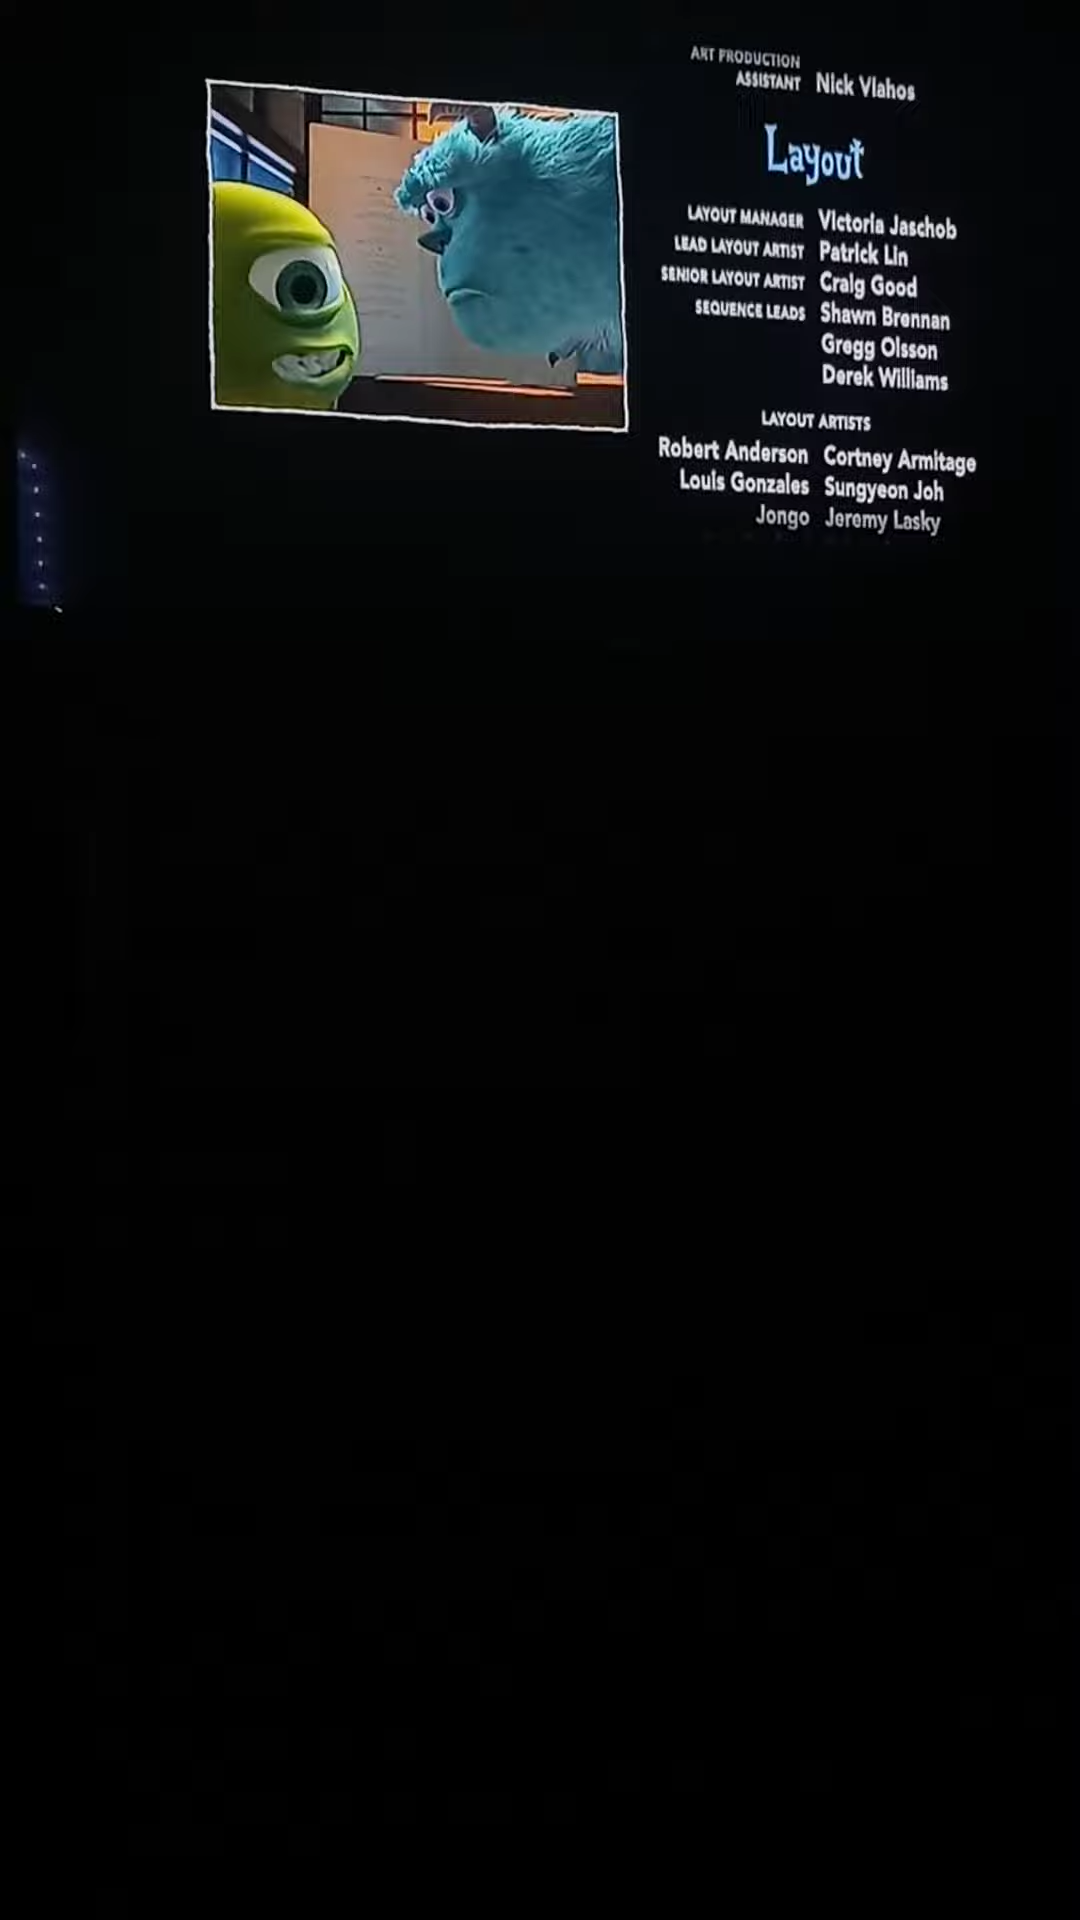 ART PRODUCTION
ASSISTANT Nick Vlahos
Layout
LAYOUT MANAGER Victoria Jaschob
LEAD LAYOUT ARTIST Patrick Lin
SENIOR LAYOUT ARTIST Craig Good
SEQUENCE LEADS Shawn Brennan
Gregg Olsson
Derek Williams
LAYOUT ARTISTS
Robert Anderson Cortney Armitage
Louis Gonzales Sungyeon Joh
Jongo Jeremy Lasky